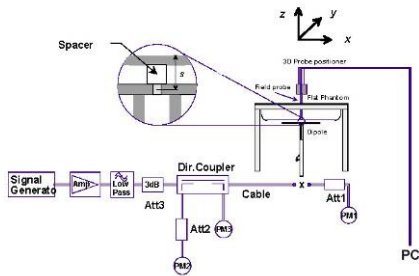 z
y
x
Spacer
s
3D Probe positioner
Field probe
Flat Phantom
Dipole
Signal
Generato
Amp
Low
Pass
3dB
Att3
Dir.Coupler
Cable
x
Att1
PM1
Att2
PM3
PM2
PC